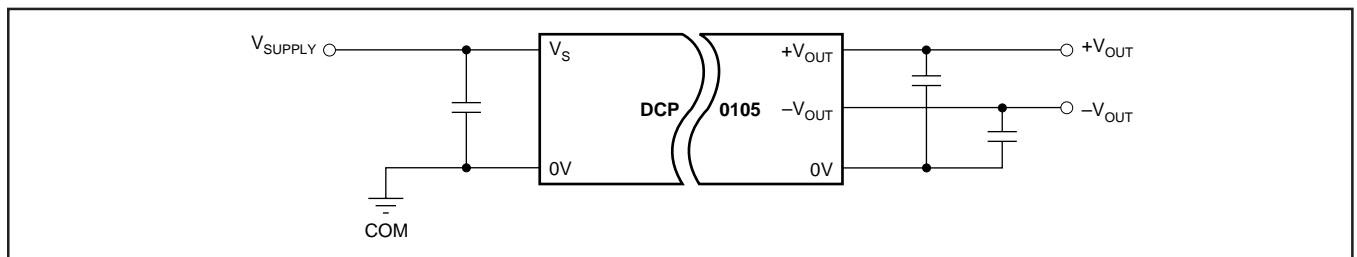 V_SUPPLY
V_S
+V_OUT
+V_OUT
DCP
0105
–V_OUT
–V_OUT
0V
0V
COM